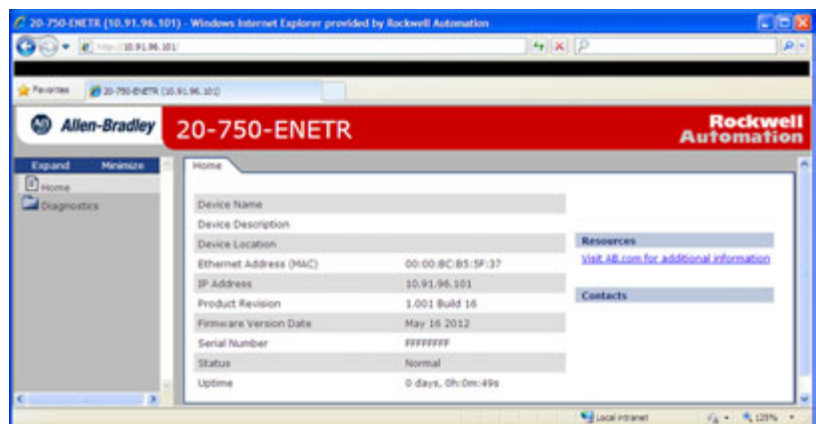 20-750-ENETR (10.91.96.101) - Windows Internet Explorer provided by Rockwell Automation
10.91.96.101/
Favorites 20-750-ENETR (10.91.96.101)
Allen-Bradley 20-750-ENETR Rockwell Automation
Expand Minimize
Home
Diagnostics
Home
Device Name
Device Description
Device Location
Ethernet Address (MAC) 00:00:BC:B5:5F:37
IP Address 10.91.96.101
Product Revision 1.001 Build 16
Firmware Version Date May 16 2012
Serial Number FFFFFFFF
Status Normal
Uptime 0 days, 0h:0m:49s
Resources
Visit AB.com for additional information
Contacts
Local intranet 125%